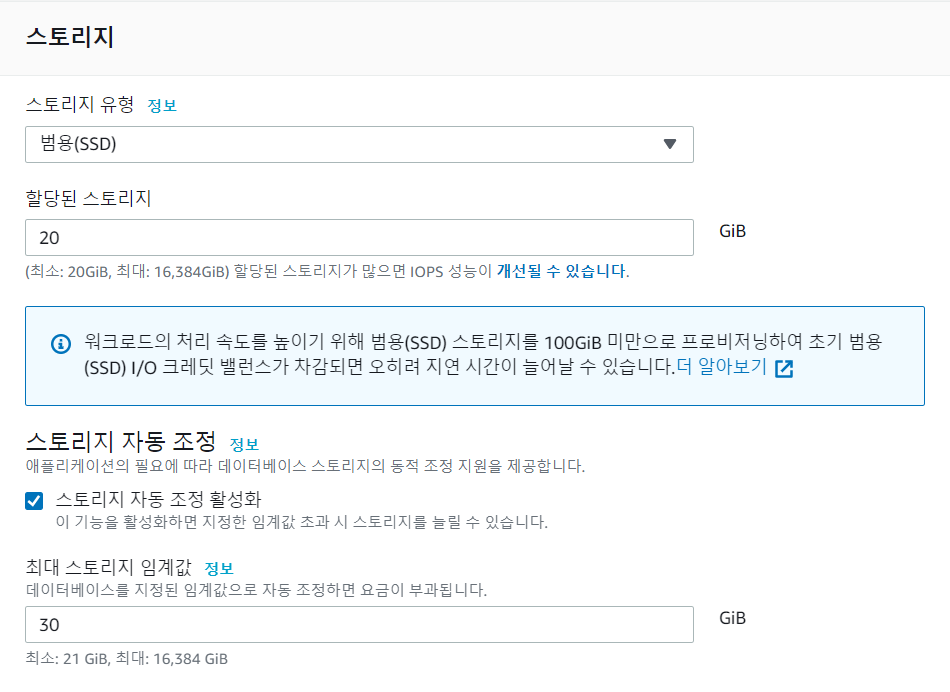 스토리지
스토리지 유형 정보
범용(SSD)
할당된 스토리지
20
GiB
(최소: 20GiB, 최대: 16,384GiB) 할당된 스토리지가 많으면 IOPS 성능이 개선될 수 있습니다.
워크로드의 처리 속도를 높이기 위해 범용(SSD) 스토리지를 100GiB 미만으로 프로비저닝하여 초기 범용
(SSD) I/O 크레딧 밸런스가 차감되면 오히려 지연 시간이 늘어날 수 있습니다.더 알아보기
스토리지 자동 조정 정보
애플리케이션의 필요에 따라 데이터베이스 스토리지의 동적 조정 지원을 제공합니다.
스토리지 자동 조정 활성화
이 기능을 활성화하면 지정한 임계값 초과 시 스토리지를 늘릴 수 있습니다.
최대 스토리지 임계값 정보
데이터베이스를 지정된 임계값으로 자동 조정하면 요금이 부과됩니다.
30
GiB
최소: 21 GiB, 최대: 16,384 GiB